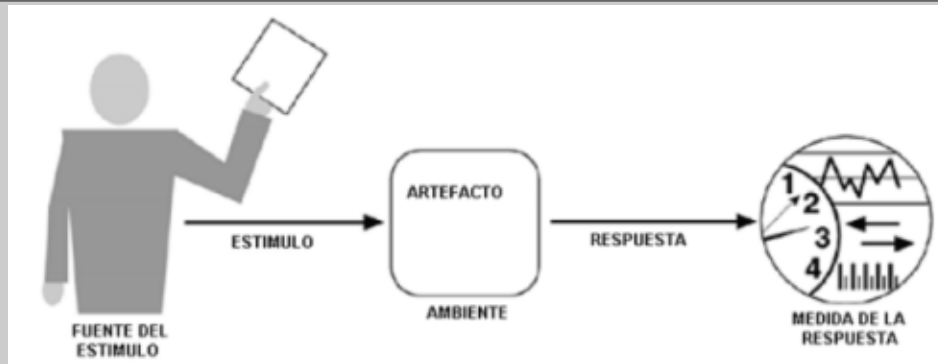 FUENTE DEL
ESTIMULO
ESTIMULO
ARTEFACTO
AMBIENTE
RESPUESTA
1
2
3
4
MEDIDA DE LA
RESPUESTA